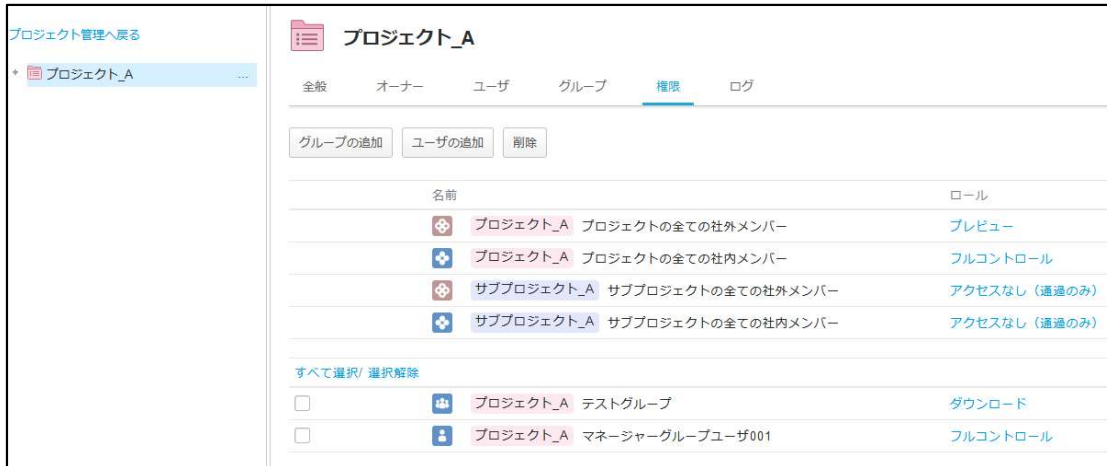 プロジェクト管理へ戻る
プロジェクト_A ...
プロジェクト_A
全般 オーナー ユーザ グループ 権限 ログ
グループの追加 ユーザの追加 削除
名前 ロール
プロジェクト_A プロジェクトの全ての社外メンバー プレビュー
プロジェクト_A プロジェクトの全ての社内メンバー フルコントロール
サブプロジェクト_A サブプロジェクトの全ての社外メンバー アクセスなし（通過のみ）
サブプロジェクト_A サブプロジェクトの全ての社内メンバー アクセスなし（通過のみ）
すべて選択/ 選択解除
プロジェクト_A テストグループ ダウンロード
プロジェクト_A マネージャーグループユーザ001 フルコントロール